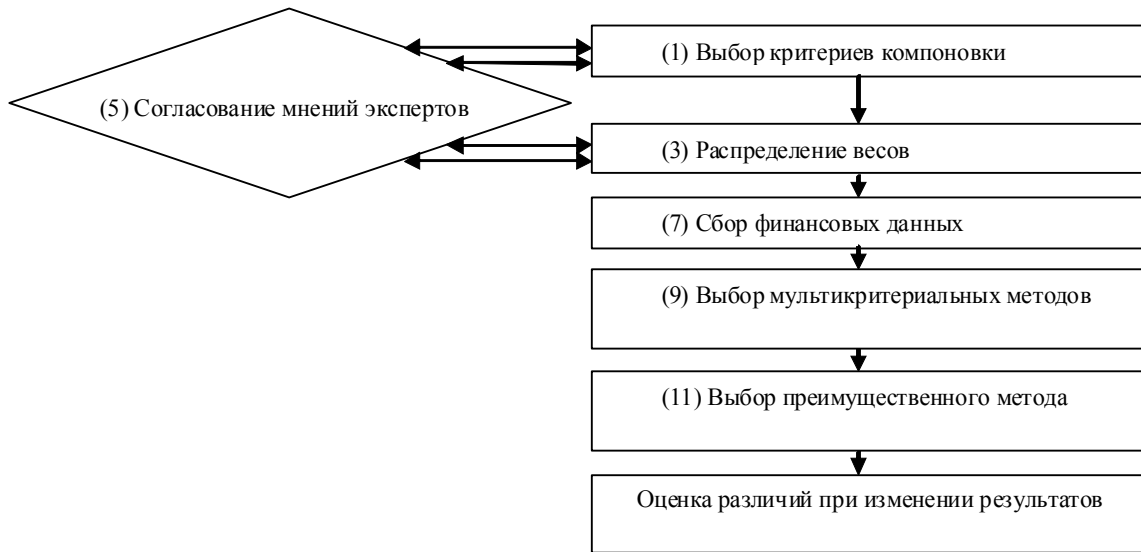 (1) Выбор критериев компоновки
(5) Согласование мнений экспертов
(3) Распределение весов
(7) Сбор финансовых данных
(9) Выбор мультикритериальных методов
(11) Выбор преимущественного метода
Оценка различий при изменении результатов